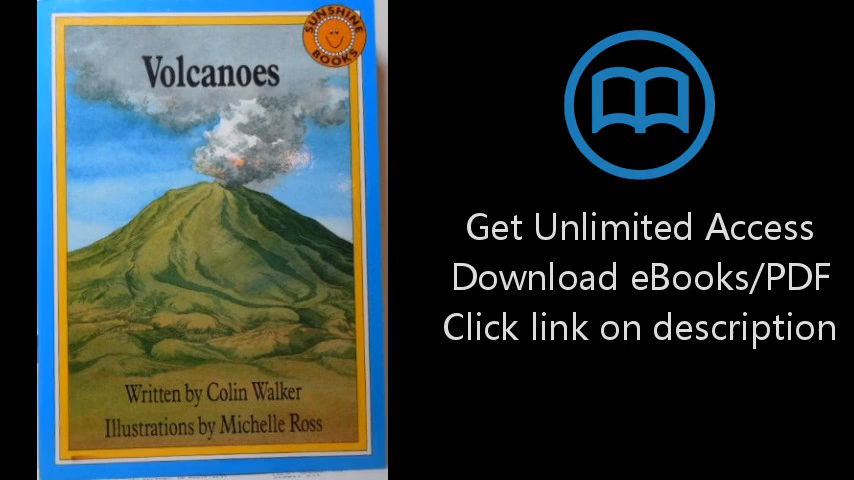 SUNSHINE
BOOKS
Volcanoes
Written by Colin Walker
Illustrations by Michelle Ross
Get Unlimited Access
Download eBooks/PDF
Click link on description